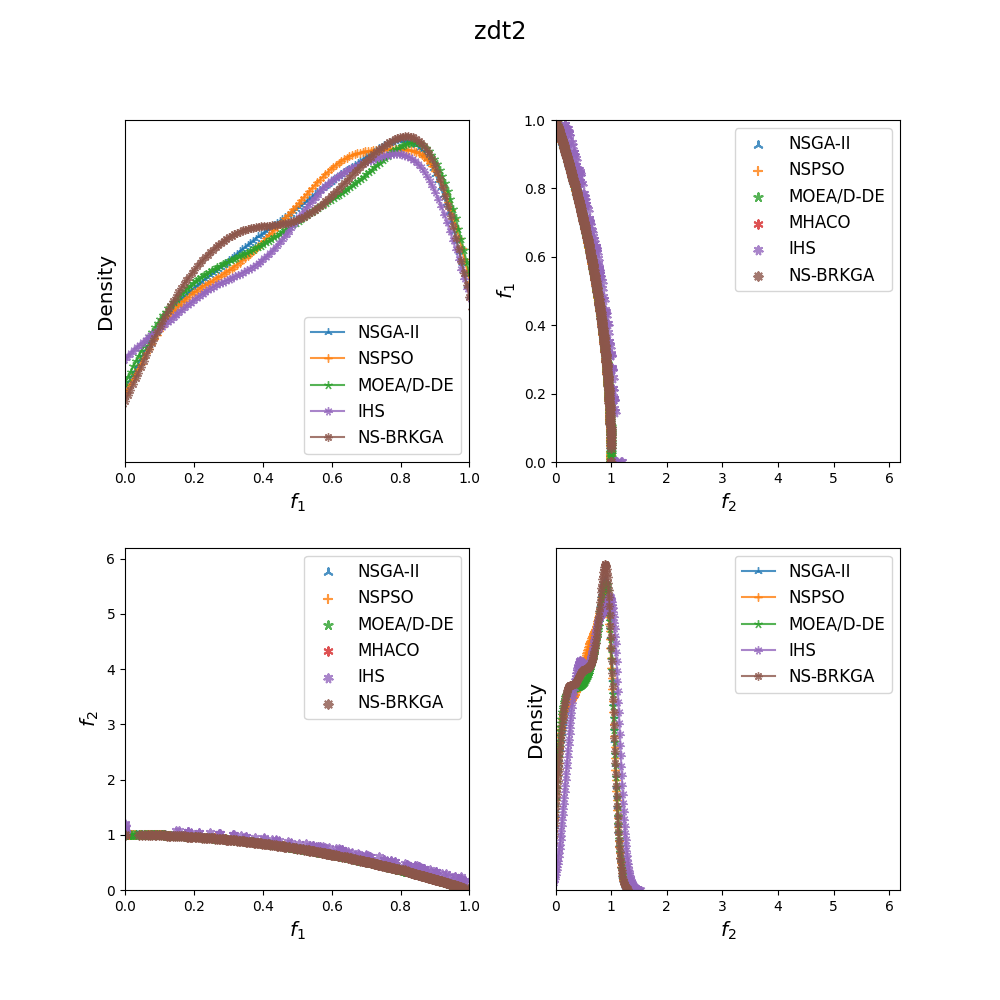 zdt2
Density
NSGA-II
NSPSO
MOEA/D-DE
IHS
NS-BRKGA
0.0 0.2 0.4 0.6 0.8 1.0
f1
f1
1.0
0.8
0.6
0.4
0.2
0.0
NSGA-II
NSPSO
MOEA/D-DE
MHACO
IHS
NS-BRKGA
0 1 2 3 4 5 6
f2
f2
6
5
4
3
2
1
0
NSGA-II
NSPSO
MOEA/D-DE
MHACO
IHS
NS-BRKGA
0.0 0.2 0.4 0.6 0.8 1.0
f1
Density
NSGA-II
NSPSO
MOEA/D-DE
IHS
NS-BRKGA
0 1 2 3 4 5 6
f2